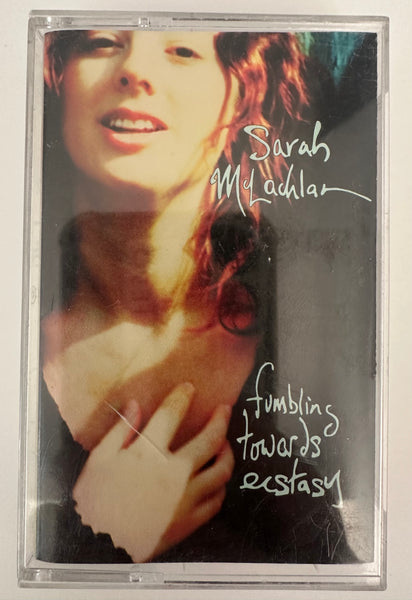 Sarah
McLachlan
fumbling
towards
ecstasy